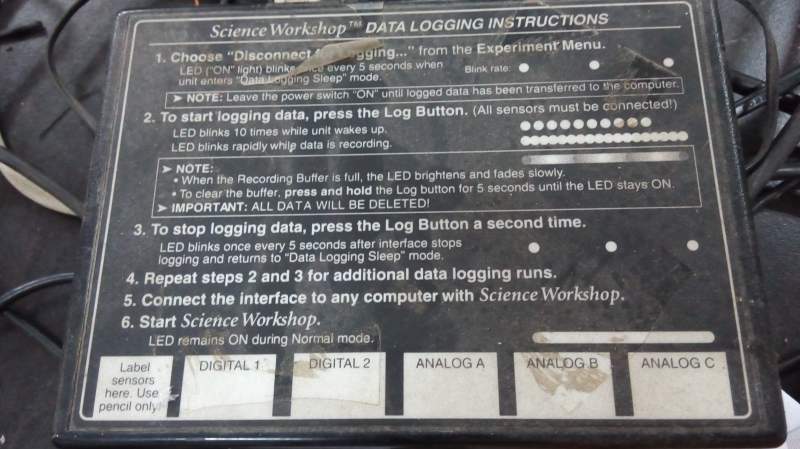 Science Workshop™ DATA LOGGING INSTRUCTIONS
1. Choose "Disconnect for Logging..." from the Experiment Menu.
LED ("ON" light) blinks once every 5 seconds when
unit enters "Data Logging Sleep" mode.
Blink rate:
➤ NOTE: Leave the power switch "ON" until logged data has been transferred to the computer.
2. To start logging data, press the Log Button. (All sensors must be connected!)
LED blinks 10 times while unit wakes up.
LED blinks rapidly while data is recording.
➤ NOTE:
• When the Recording Buffer is full, the LED brightens and fades slowly.
• To clear the buffer, press and hold the Log button for 5 seconds until the LED stays ON.
➤ IMPORTANT: ALL DATA WILL BE DELETED!
3. To stop logging data, press the Log Button a second time.
LED blinks once every 5 seconds after interface stops
logging and returns to "Data Logging Sleep" mode.
4. Repeat steps 2 and 3 for additional data logging runs.
5. Connect the interface to any computer with Science Workshop.
6. Start Science Workshop.
LED remains ON during Normal mode.
Label
sensors
here. Use
pencil only.
DIGITAL 1
DIGITAL 2
ANALOG A
ANALOG B
ANALOG C